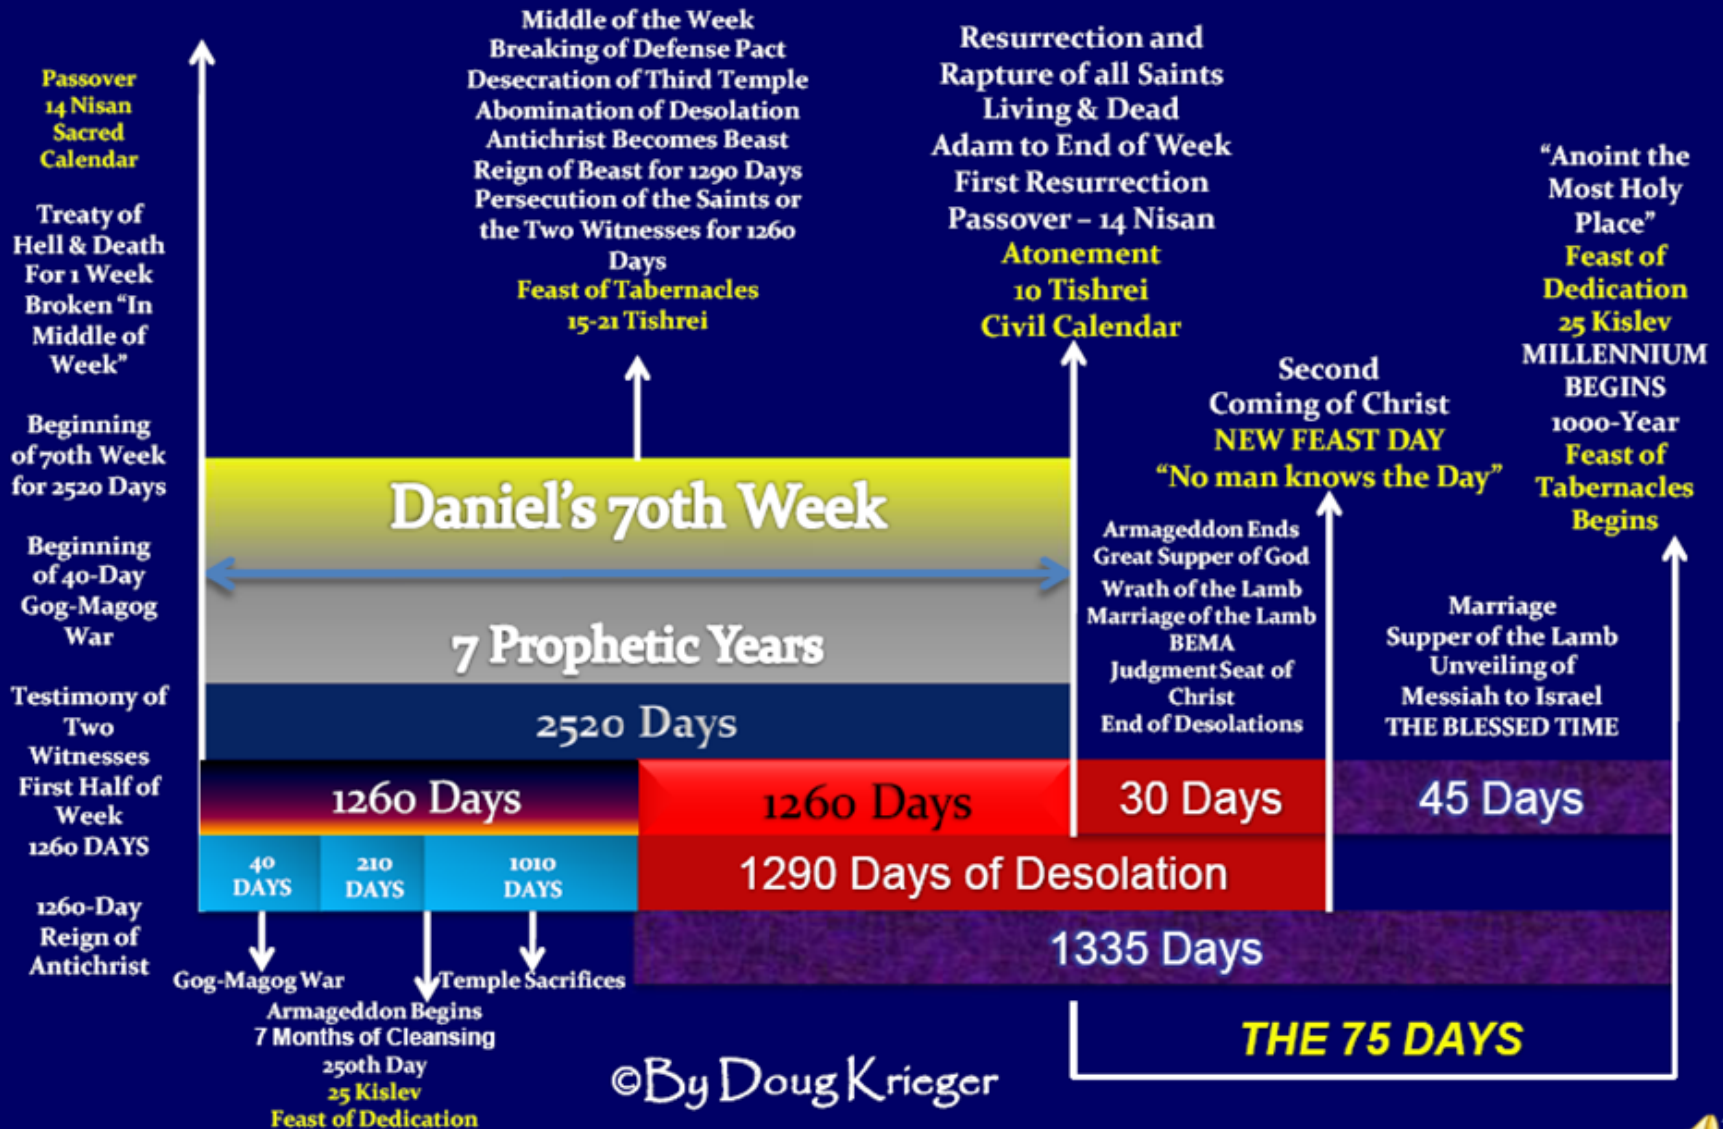 Passover
14 Nisan
Sacred
Calendar
Treaty of
Hell & Death
For 1 Week
Broken “In
Middle of
Week”
Beginning
of 70th Week
for 2520 Days
Beginning
of 40-Day
Gog-Magog
War
Testimony of
Two
Witnesses
First Half of
Week
1260 DAYS
1260-Day
Reign of
Antichrist
Middle of the Week
Breaking of Defense Pact
Desecration of Third Temple
Abomination of Desolation
Antichrist Becomes Beast
Reign of Beast for 1290 Days
Persecution of the Saints or
the Two Witnesses for 1260
Days
Feast of Tabernacles
15-21 Tishrei
Resurrection and
Rapture of all Saints
Living & Dead
Adam to End of Week
First Resurrection
Passover – 14 Nisan
Atonement
10 Tishrei
Civil Calendar
Second
Coming of Christ
NEW FEAST DAY
“No man knows the Day”
“Anoint the
Most Holy
Place”
Feast of
Dedication
25 Kislev
MILLENNIUM
BEGINS
1000-Year
Feast of
Tabernacles
Begins
Daniel’s 70th Week
7 Prophetic Years
2520 Days
Armageddon Ends
Great Supper of God
Wrath of the Lamb
Marriage of the Lamb
BEMA
Judgment Seat of
Christ
End of Desolations
Marriage
Supper of the Lamb
Unveiling of
Messiah to Israel
THE BLESSED TIME
1260 Days
1260 Days
30 Days
45 Days
40
DAYS
210
DAYS
1010
DAYS
1290 Days of Desolation
1335 Days
Gog-Magog War
Temple Sacrifices
Armageddon Begins
7 Months of Cleansing
250th Day
25 Kislev
Feast of Dedication
THE 75 DAYS
©By Doug Krieger